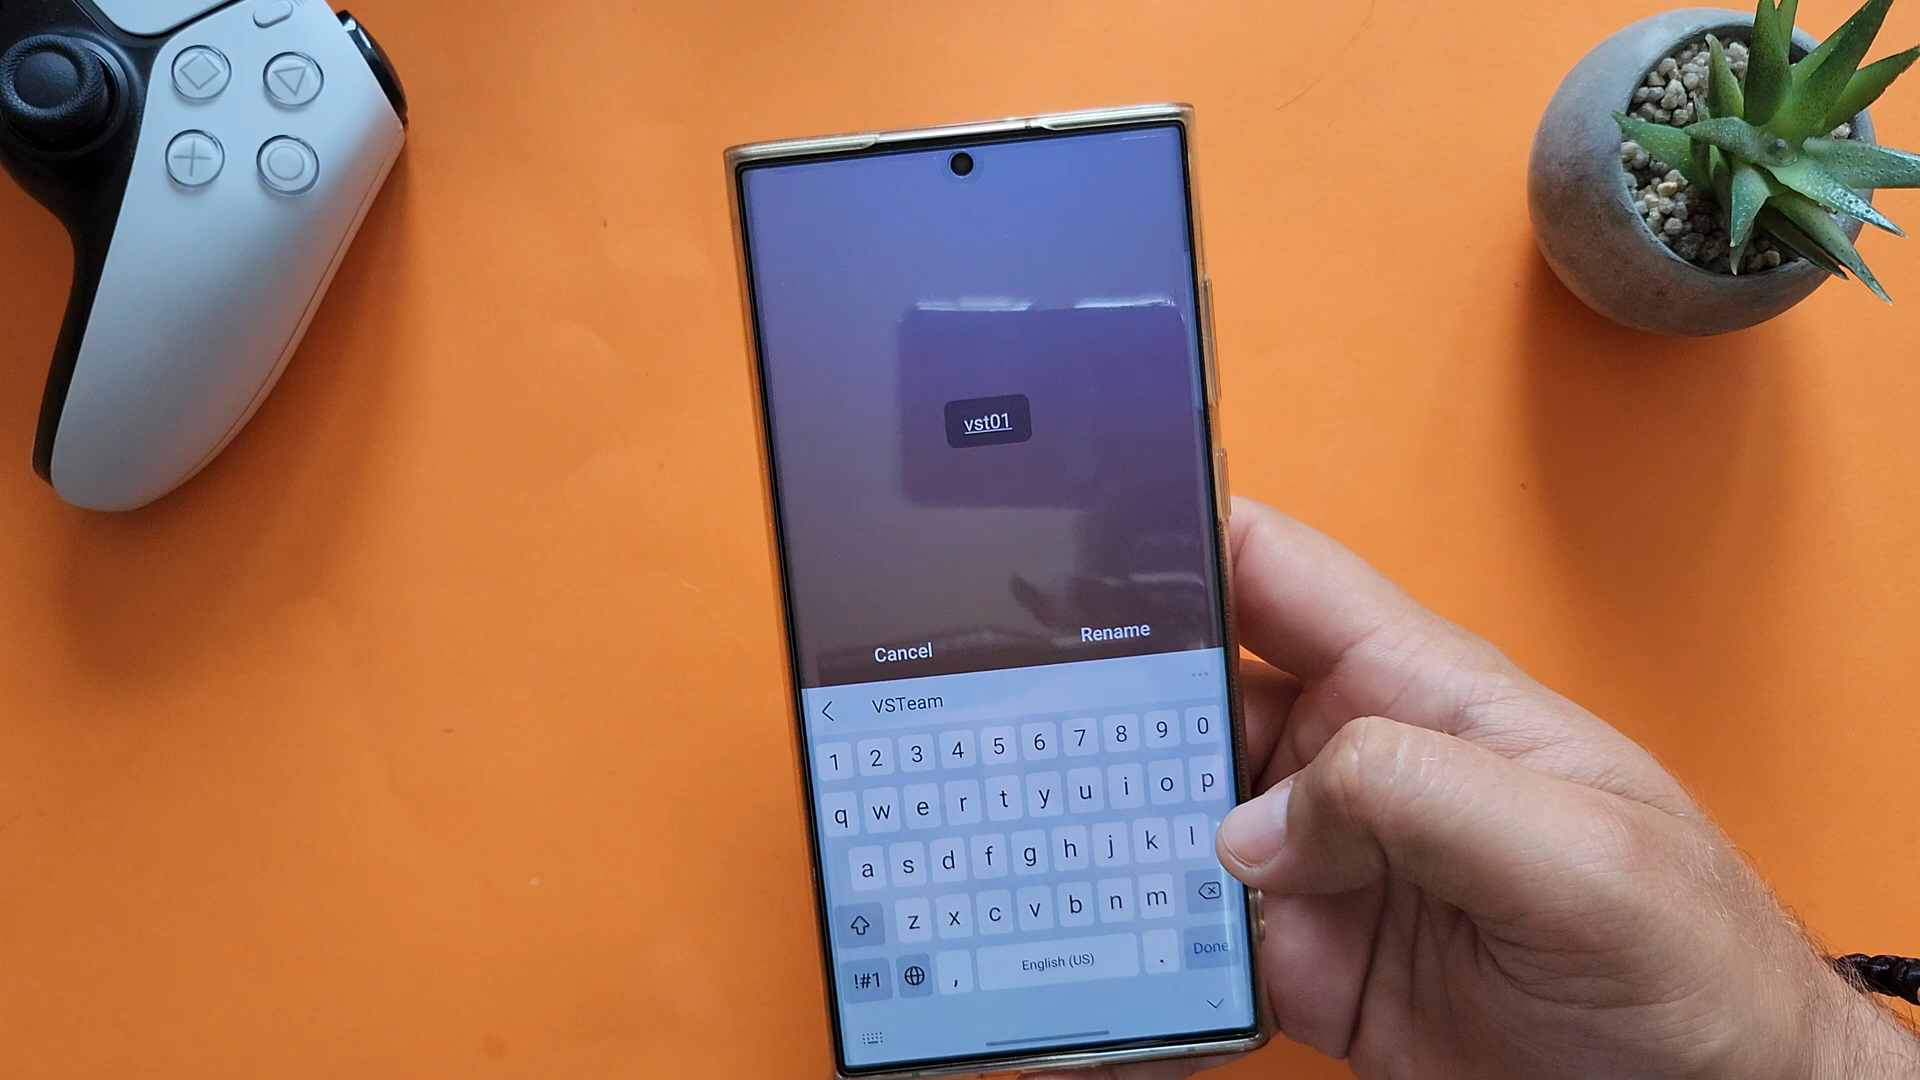 vst01
Cancel Rename
VSTeam
1 2 3 4 5 6 7 8 9 0
q w e r t y u i o p
a s d f g h j k l
z x c v b n m
!#1 , English (US) . Done